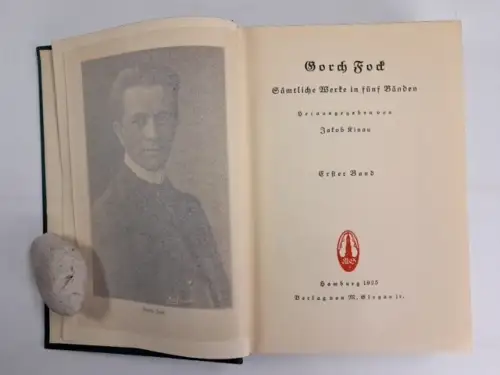 Gorch Fock
Sämtliche Werke in fünf Bänden
Herausgegeben von
Jakob Kinau
Erster Band
Hamburg 1925
Verlag von M. Glogau jr.